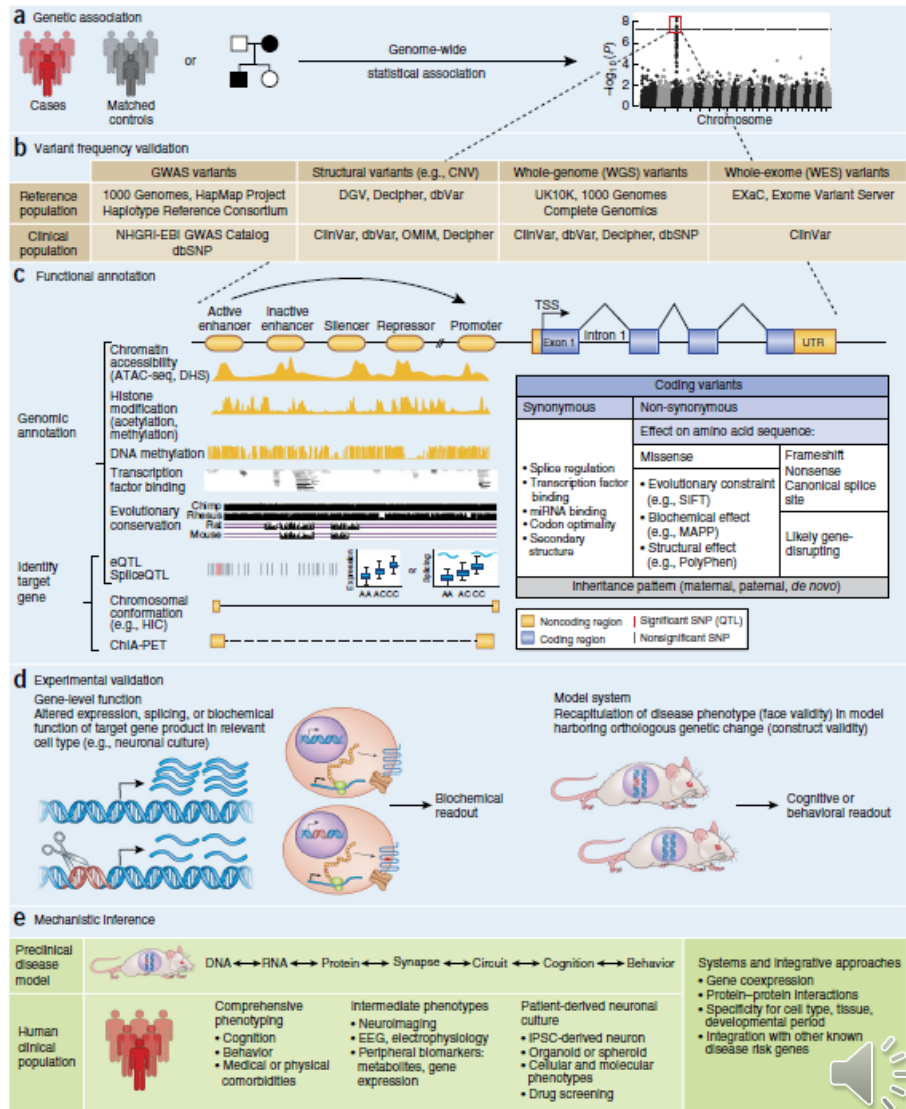 a Genetic association
Cases
Matched
controls
or
Genome-wide
statistical association
–log10(P)
8
6
4
2
0
Chromosome
b Variant frequency validation
GWAS variants
Structural variants (e.g., CNV)
Whole-genome (WGS) variants
Whole-exome (WES) variants
Reference
population
1000 Genomes, HapMap Project
Haplotype Reference Consortium
DGV, Decipher, dbVar
UK10K, 1000 Genomes
Complete Genomics
EXaC, Exome Variant Server
Clinical
population
NHGRI-EBI GWAS Catalog
dbSNP
ClinVar, dbVar, OMIM, Decipher
ClinVar, dbVar, Decipher, dbSNP
ClinVar
c Functional annotation
Active
enhancer
Inactive
enhancer
Silencer
Repressor
//
Promoter
TSS
Exon 1
Intron 1
UTR
Genomic
annotation
Chromatin
accessibility
(ATAC-seq, DHS)
Histone
modification
(acetylation,
methylation)
DNA methylation
Transcription
factor binding
Evolutionary
conservation
Chimp
Rhesus
Rat
Mouse
Identify
target
gene
eQTL
SpliceQTL
Expression
AA ACCC
or
Splicing
AA AC CC
Chromosomal
conformation
(e.g., HIC)
ChIA-PET
Coding variants
Synonymous
Non-synonymous
Effect on amino acid sequence:
• Splice regulation
• Transcription factor
binding
• miRNA binding
• Codon optimality
• Secondary
structure
Missense
• Evolutionary constraint
(e.g., SIFT)
• Biochemical effect
(e.g., MAPP)
• Structural effect
(e.g., PolyPhen)
Frameshift
Nonsense
Canonical splice
site
Likely gene-
disrupting
Inheritance pattern (maternal, paternal, de novo)
Noncoding region
Significant SNP (QTL)
Coding region
Nonsignificant SNP
d Experimental validation
Gene-level function
Altered expression, splicing, or biochemical
function of target gene product in relevant
cell type (e.g., neuronal culture)
Biochemical
readout
Model system
Recapitulation of disease phenotype (face validity) in model
harboring orthologous genetic change (construct validity)
Cognitive or
behavioral readout
e Mechanistic inference
Preclinical
disease
model
DNA
RNA
Protein
Synapse
Circuit
Cognition
Behavior
Human
clinical
population
Comprehensive
phenotyping
• Cognition
• Behavior
• Medical or physical
comorbidities
Intermediate phenotypes
• Neuroimaging
• EEG, electrophysiology
• Peripheral biomarkers:
metabolites, gene
expression
Patient-derived neuronal
culture
• IPSC-derived neuron
• Organoid or spheroid
• Cellular and molecular
phenotypes
• Drug screening
Systems and integrative approaches
• Gene coexpression
• Protein–protein interactions
• Specificity for cell type, tissue,
developmental period
• Integration with other known
disease risk genes